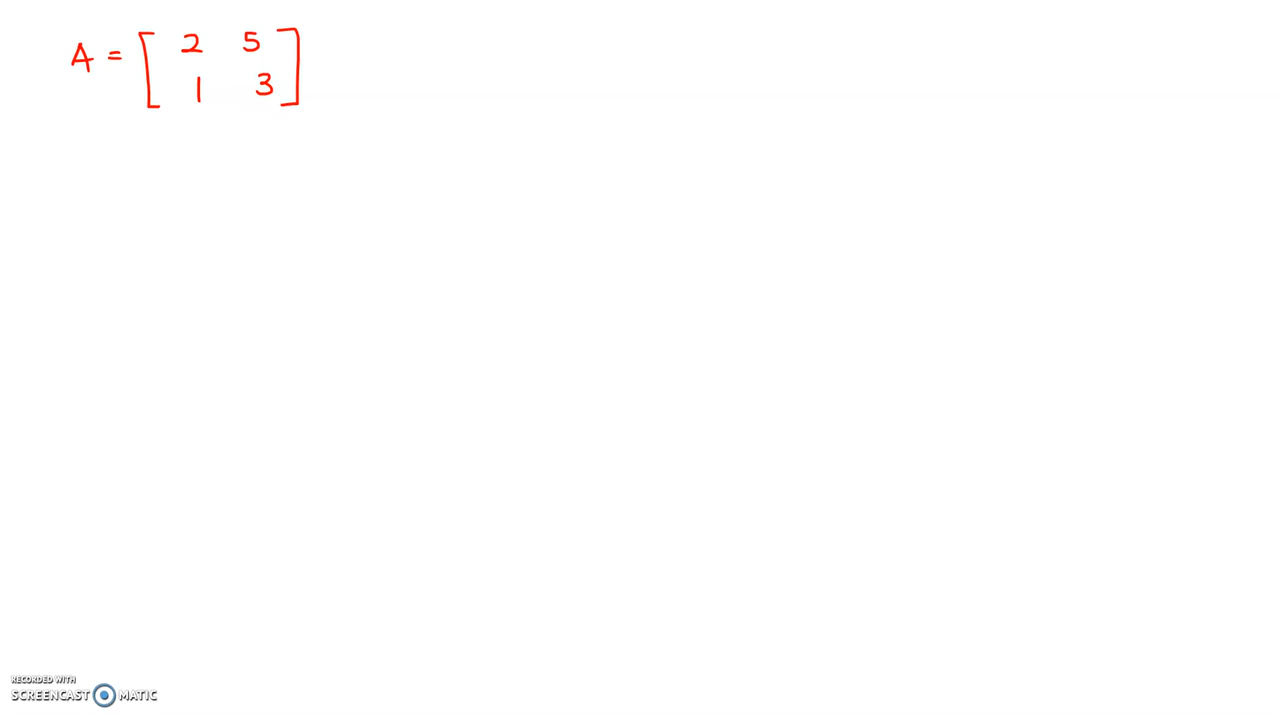 A = [ 2 5
1 3 ]
RECORDED WITH
SCREENCAST MATIC